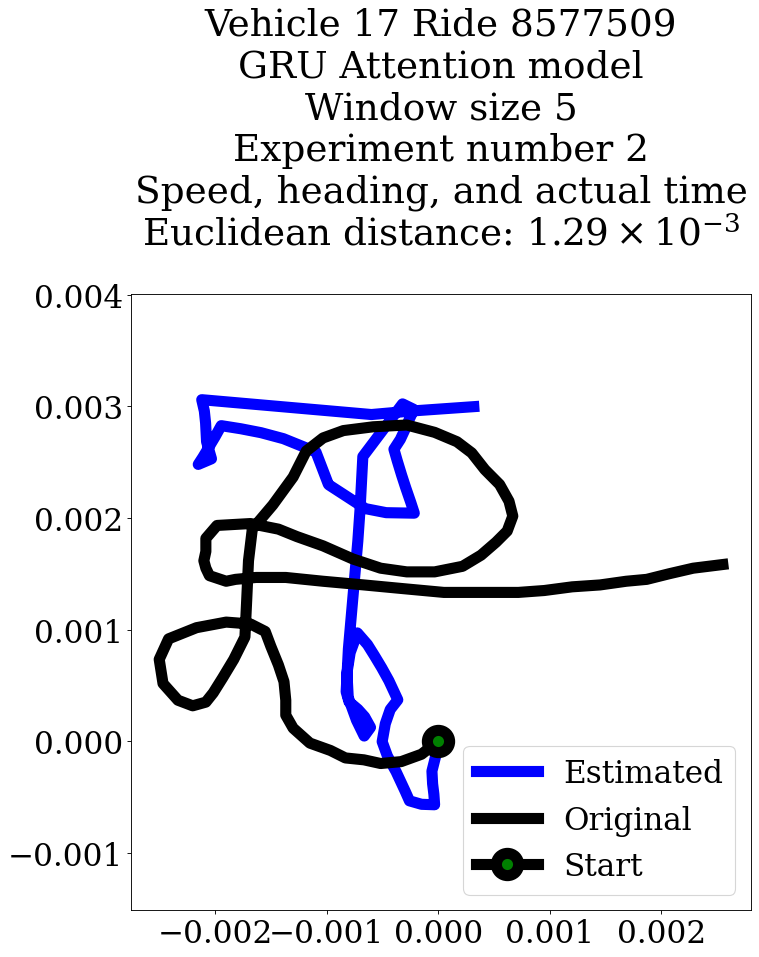 Vehicle 17 Ride 8577509
GRU Attention model
Window size 5
Experiment number 2
Speed, heading, and actual time
Euclidean distance: 1.29 × 10⁻³
0.004
0.003
0.002
0.001
0.000
−0.001
−0.002
−0.001
0.000
0.001
0.002
Estimated
Original
Start